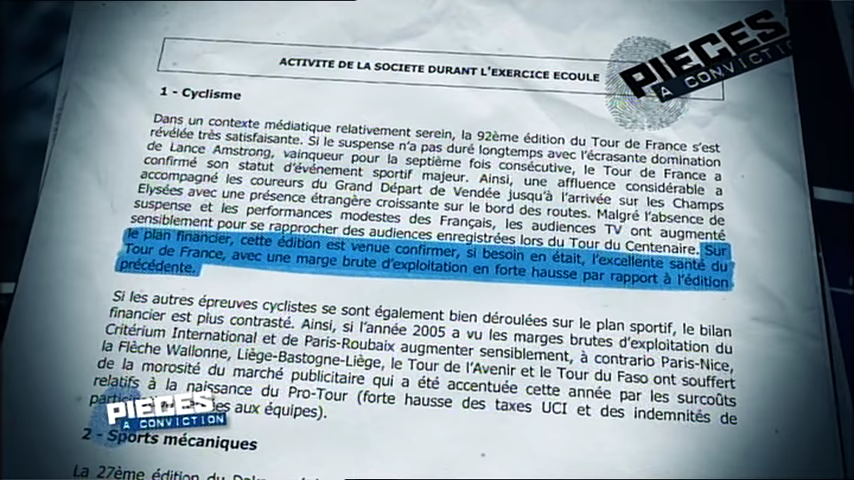 PIECES
A CONVICTION
ACTIVITE DE LA SOCIETE DURANT L'EXERCICE ECOULE
1 - Cyclisme
Dans un contexte médiatique relativement serein, la 92ème édition du Tour de France s'est
révélée très satisfaisante. Si le suspense n'a pas duré longtemps avec l'écrasante domination
de Lance Amstrong, vainqueur pour la septième fois consécutive, le Tour de France a
confirmé son statut d'événement sportif majeur. Ainsi, une affluence considérable a
accompagné les coureurs du Grand Départ de Vendée jusqu'à l'arrivée sur les Champs
Elysées avec une présence étrangère croissante sur le bord des routes. Malgré l'absence de
suspense et les performances modestes des Français, les audiences TV ont augmenté
sensiblement pour se rapprocher des audiences enregistrées lors du Tour du Centenaire. Sur
le plan financier, cette édition est venue confirmer, si besoin en était, l'excellente santé du
Tour de France, avec une marge brute d'exploitation en forte hausse par rapport à l'édition
précédente.
Si les autres épreuves cyclistes se sont également bien déroulées sur le plan sportif, le bilan
financier est plus contrasté. Ainsi, si l'année 2005 a vu les marges brutes d'exploitation du
Critérium International et de Paris-Roubaix augmenter sensiblement, à contrario Paris-Nice,
la Flèche Wallonne, Liège-Bastogne-Liège, le Tour de l'Avenir et le Tour du Faso ont souffert
de la morosité du marché publicitaire qui a été accentuée cette année par les surcoûts
relatifs à la naissance du Pro-Tour (forte hausse des taxes UCI et des indemnités de
aux équipes).
PIECES
A CONVICTION
2 - Sports mécaniques
La 27ème édition du